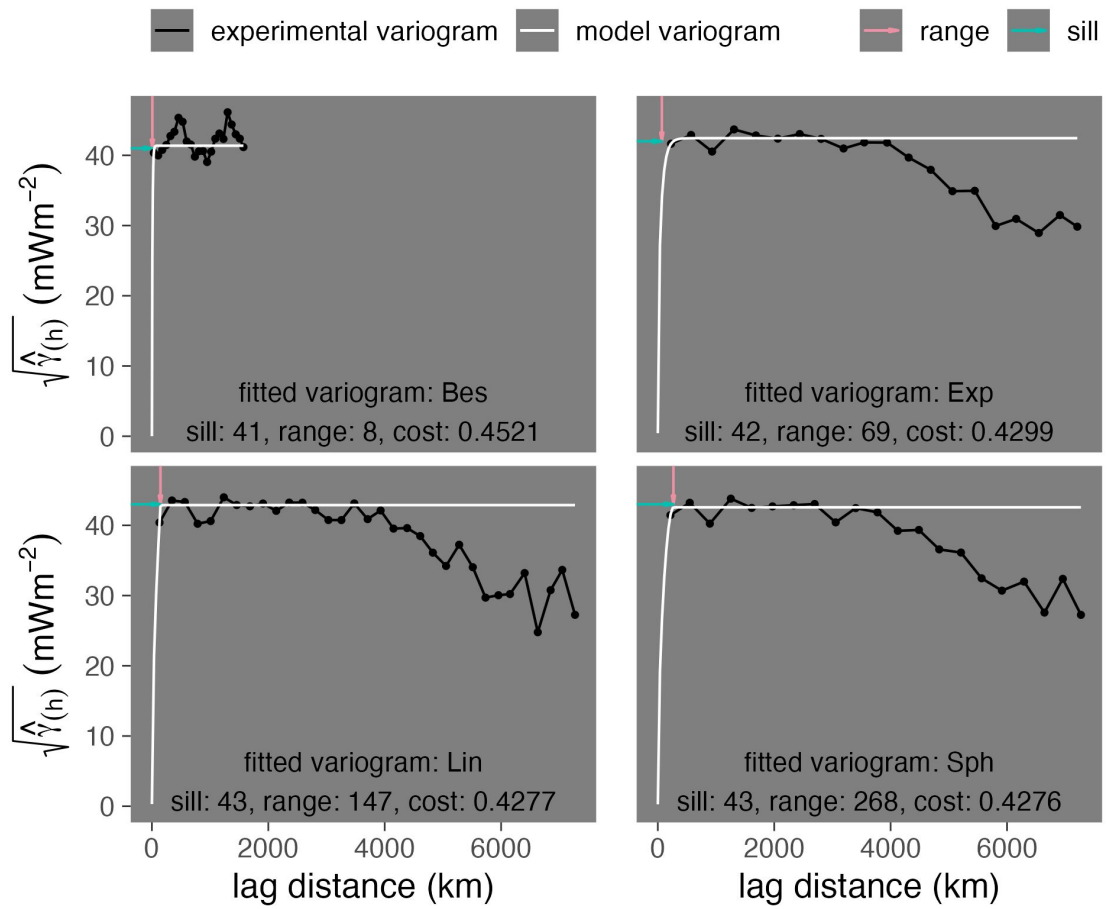 experimental variogram model variogram range sill
40
30
20
10
0
√γ̂(h) (mWm⁻²)
fitted variogram: Bes
sill: 41, range: 8, cost: 0.4521
fitted variogram: Exp
sill: 42, range: 69, cost: 0.4299
40
30
20
10
0
√γ̂(h) (mWm⁻²)
fitted variogram: Lin
sill: 43, range: 147, cost: 0.4277
fitted variogram: Sph
sill: 43, range: 268, cost: 0.4276
0 2000 4000 6000
0 2000 4000 6000
lag distance (km)
lag distance (km)